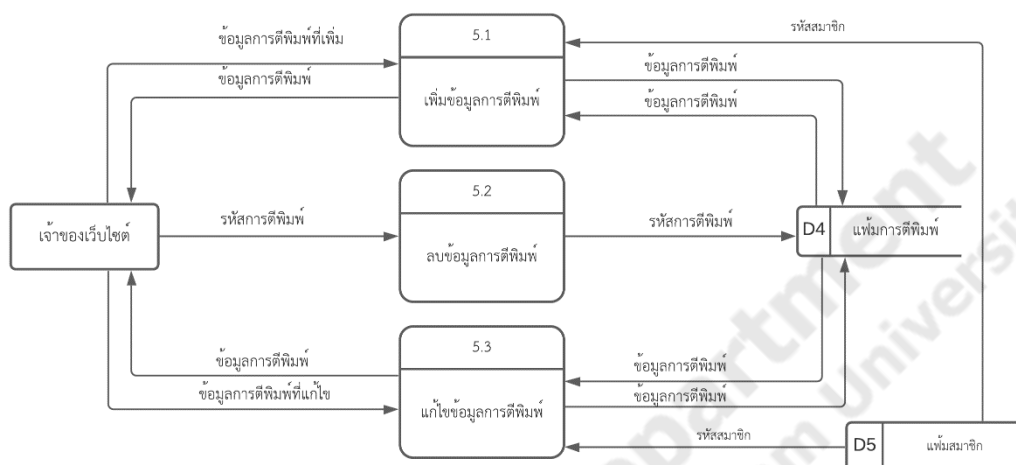 5.1
รหัสสมาชิก
ข้อมูลการตีพิมพ์ที่เพิ่ม
ข้อมูลการตีพิมพ์
ข้อมูลการตีพิมพ์
เพิ่มข้อมูลการตีพิมพ์
ข้อมูลการตีพิมพ์
5.2
เจ้าของเว็บไซต์
รหัสการตีพิมพ์
ลบข้อมูลการตีพิมพ์
รหัสการตีพิมพ์
D4
แฟ้มการตีพิมพ์
5.3
ข้อมูลการตีพิมพ์
ข้อมูลการตีพิมพ์ที่แก้ไข
แก้ไขข้อมูลการตีพิมพ์
ข้อมูลการตีพิมพ์
ข้อมูลการตีพิมพ์
รหัสสมาชิก
D5
แฟ้มสมาชิก